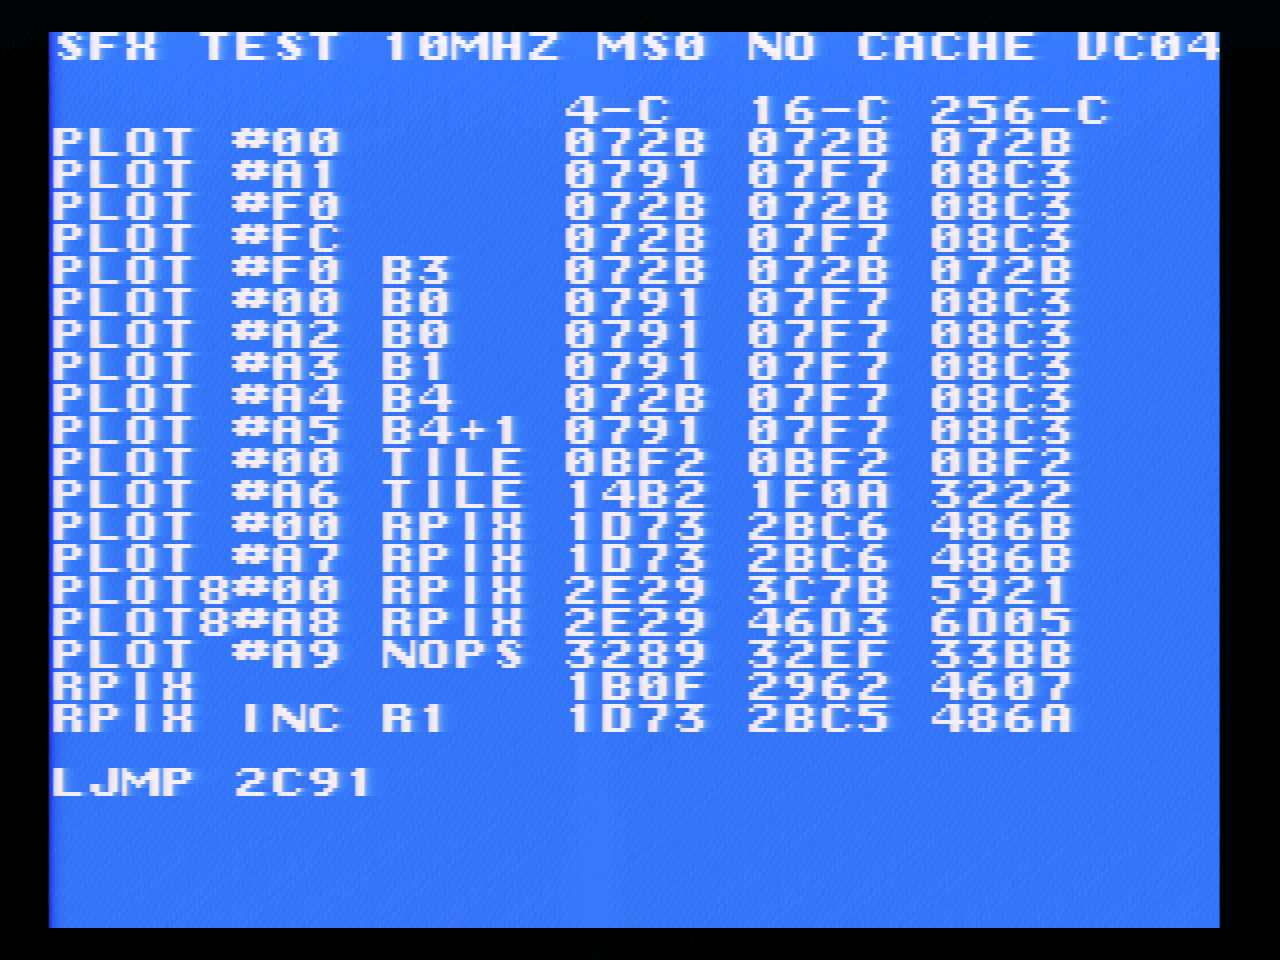 SFX TEST 10MHZ MS0 NO CACHE VC04
4-C 16-C 256-C
PLOT #00 072B 072B 072B
PLOT #A1 0791 07F7 08C3
PLOT #F0 072B 072B 08C3
PLOT #FC 072B 07F7 08C3
PLOT #F0 B3 072B 072B 072B
PLOT #00 B0 0791 07F7 08C3
PLOT #A2 B0 0791 07F7 08C3
PLOT #A3 B1 0791 07F7 08C3
PLOT #A4 B4 072B 07F7 08C3
PLOT #A5 B4+1 0791 07F7 08C3
PLOT #00 TILE 0BF2 0BF2 0BF2
PLOT #A6 TILE 14B2 1F0A 3222
PLOT #00 RPIX 1D73 2BC6 486B
PLOT #A7 RPIX 1D73 2BC6 486B
PLOT8#00 RPIX 2E29 3C7B 5921
PLOT8#A8 RPIX 2E29 46D3 6D05
PLOT #A9 NOPS 3289 32EF 33BB
RPIX 1B0F 2962 4607
RPIX INC R1 1D73 2BC5 486A
LJMP 2C91